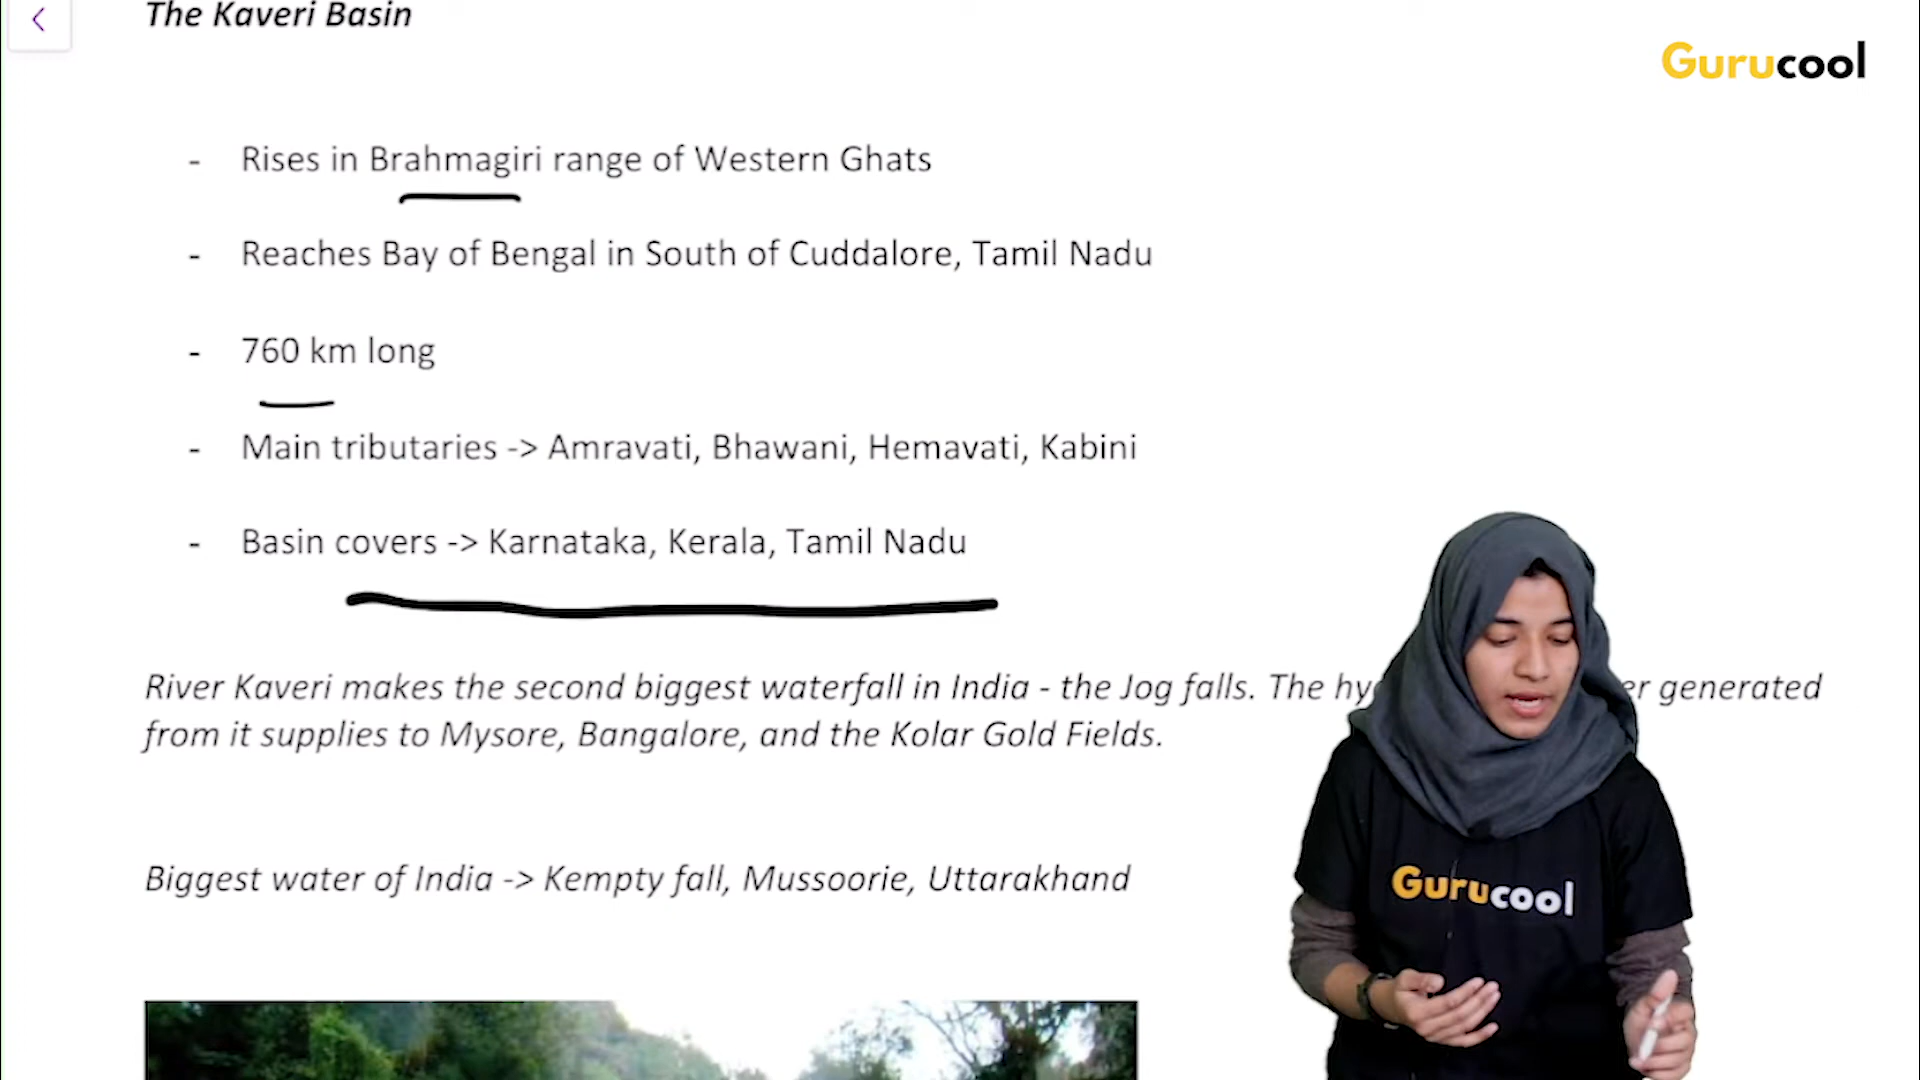 The Kaveri Basin
Gurucool
- Rises in Brahmagiri range of Western Ghats
- Reaches Bay of Bengal in South of Cuddalore, Tamil Nadu
- 760 km long
- Main tributaries -> Amravati, Bhawani, Hemavati, Kabini
- Basin covers -> Karnataka, Kerala, Tamil Nadu
River Kaveri makes the second biggest waterfall in India - the Jog falls. The generated
from it supplies to Mysore, Bangalore, and the Kolar Gold Fields.
Biggest water of India -> Kempty fall, Mussoorie, Uttarakhand
Gurucool